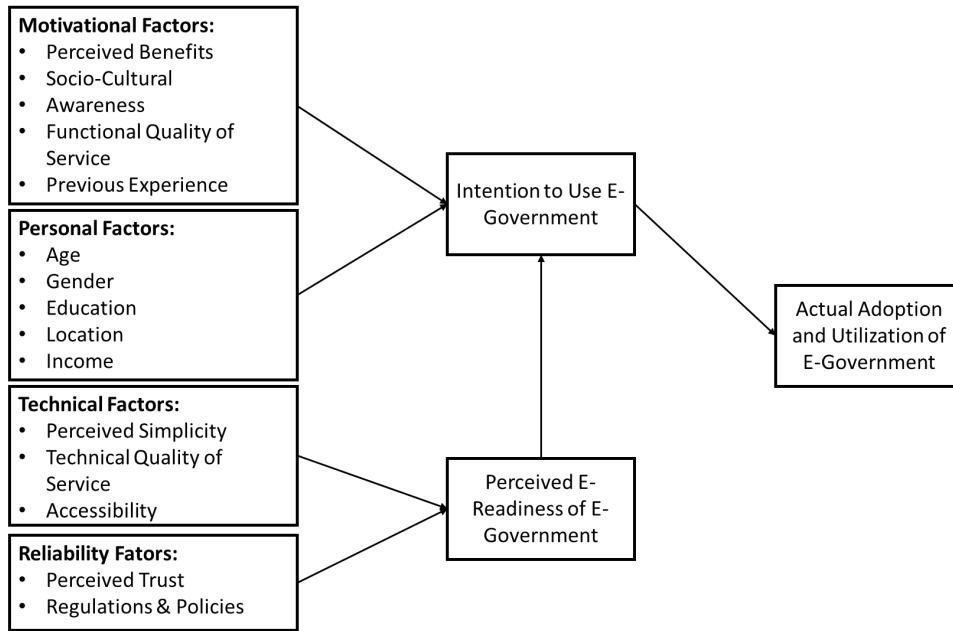 Motivational Factors:
• Perceived Benefits
• Socio-Cultural
• Awareness
• Functional Quality of
Service
• Previous Experience
Personal Factors:
• Age
• Gender
• Education
• Location
• Income
Technical Factors:
• Perceived Simplicity
• Technical Quality of
Service
• Accessibility
Reliability Fators:
• Perceived Trust
• Regulations & Policies
Intention to Use E-
Government
Perceived E-
Readiness of E-
Government
Actual Adoption
and Utilization of
E-Government